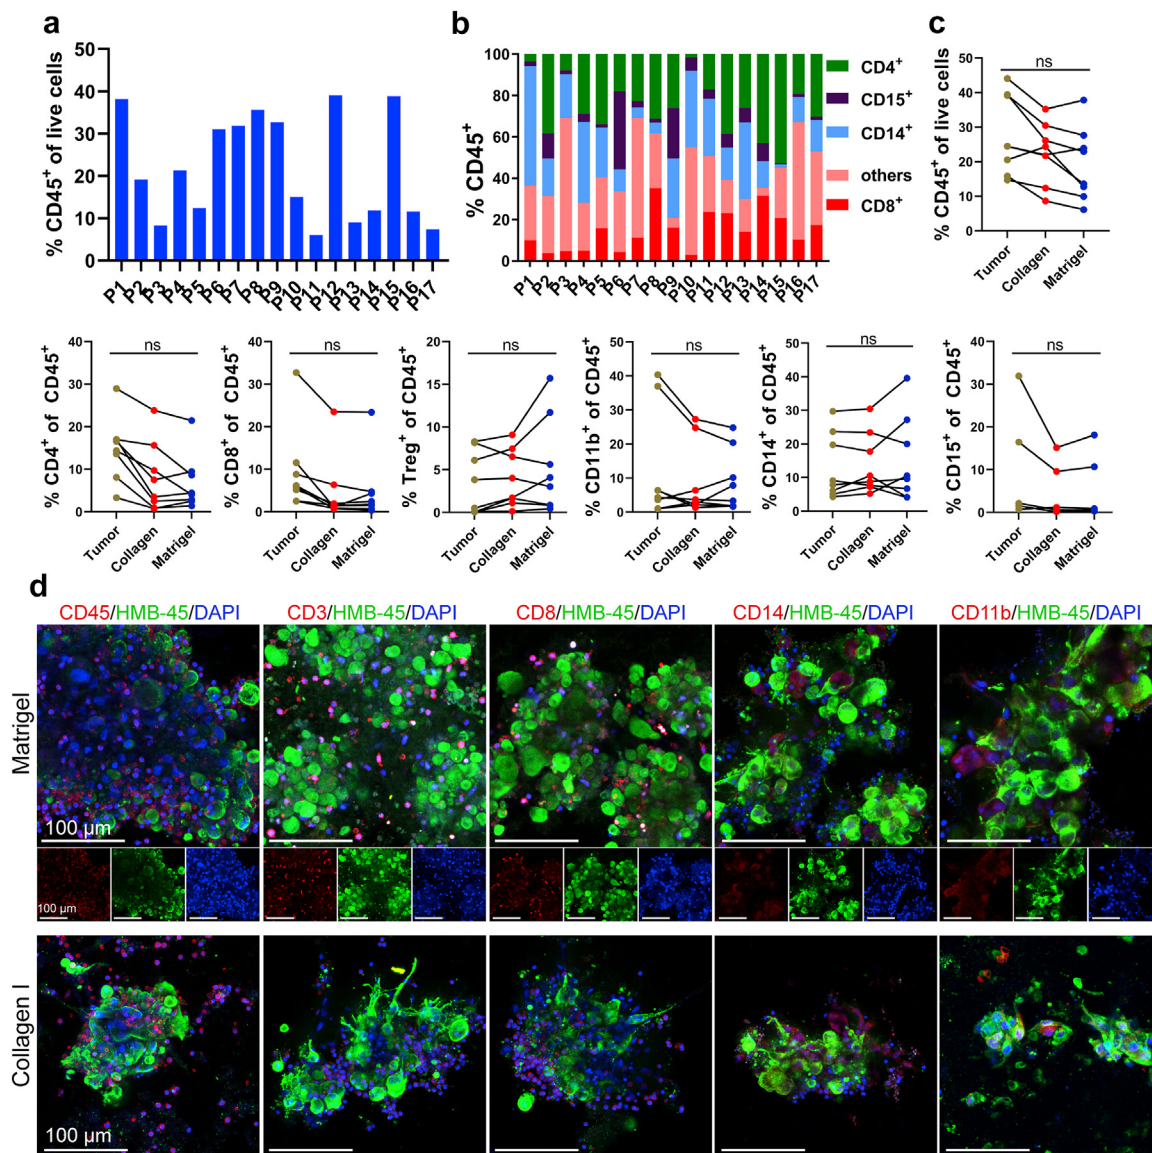 a
% CD45⁺ of live cells
50
40
30
20
10
0
P1 P2 P3 P4 P5 P6 P7 P8 P9 P10 P11 P12 P13 P14 P15 P16 P17
b
% CD45⁺
100
80
60
40
20
0
P1 P2 P3 P4 P5 P6 P7 P8 P9 P10 P11 P12 P13 P14 P15 P16 P17
CD4⁺
CD15⁺
CD14⁺
others
CD8⁺
c
ns
% CD45⁺ of live cells
50
40
30
20
10
0
Tumor Collagen Matrigel
ns
% CD4⁺ of CD45⁺
40
30
20
10
0
Tumor Collagen Matrigel
ns
% CD8⁺ of CD45⁺
40
30
20
10
0
Tumor Collagen Matrigel
ns
% Treg⁺ of CD45⁺
20
15
10
5
0
Tumor Collagen Matrigel
ns
% CD11b⁺ of CD45⁺
50
40
30
20
10
0
Tumor Collagen Matrigel
ns
% CD14⁺ of CD45⁺
50
40
30
20
10
0
Tumor Collagen Matrigel
ns
% CD15⁺ of CD45⁺
40
30
20
10
0
Tumor Collagen Matrigel
d
CD45/HMB-45/DAPI CD3/HMB-45/DAPI CD8/HMB-45/DAPI CD14/HMB-45/DAPI CD11b/HMB-45/DAPI
Matrigel
100 µm
100 µm
Collagen I
100 µm